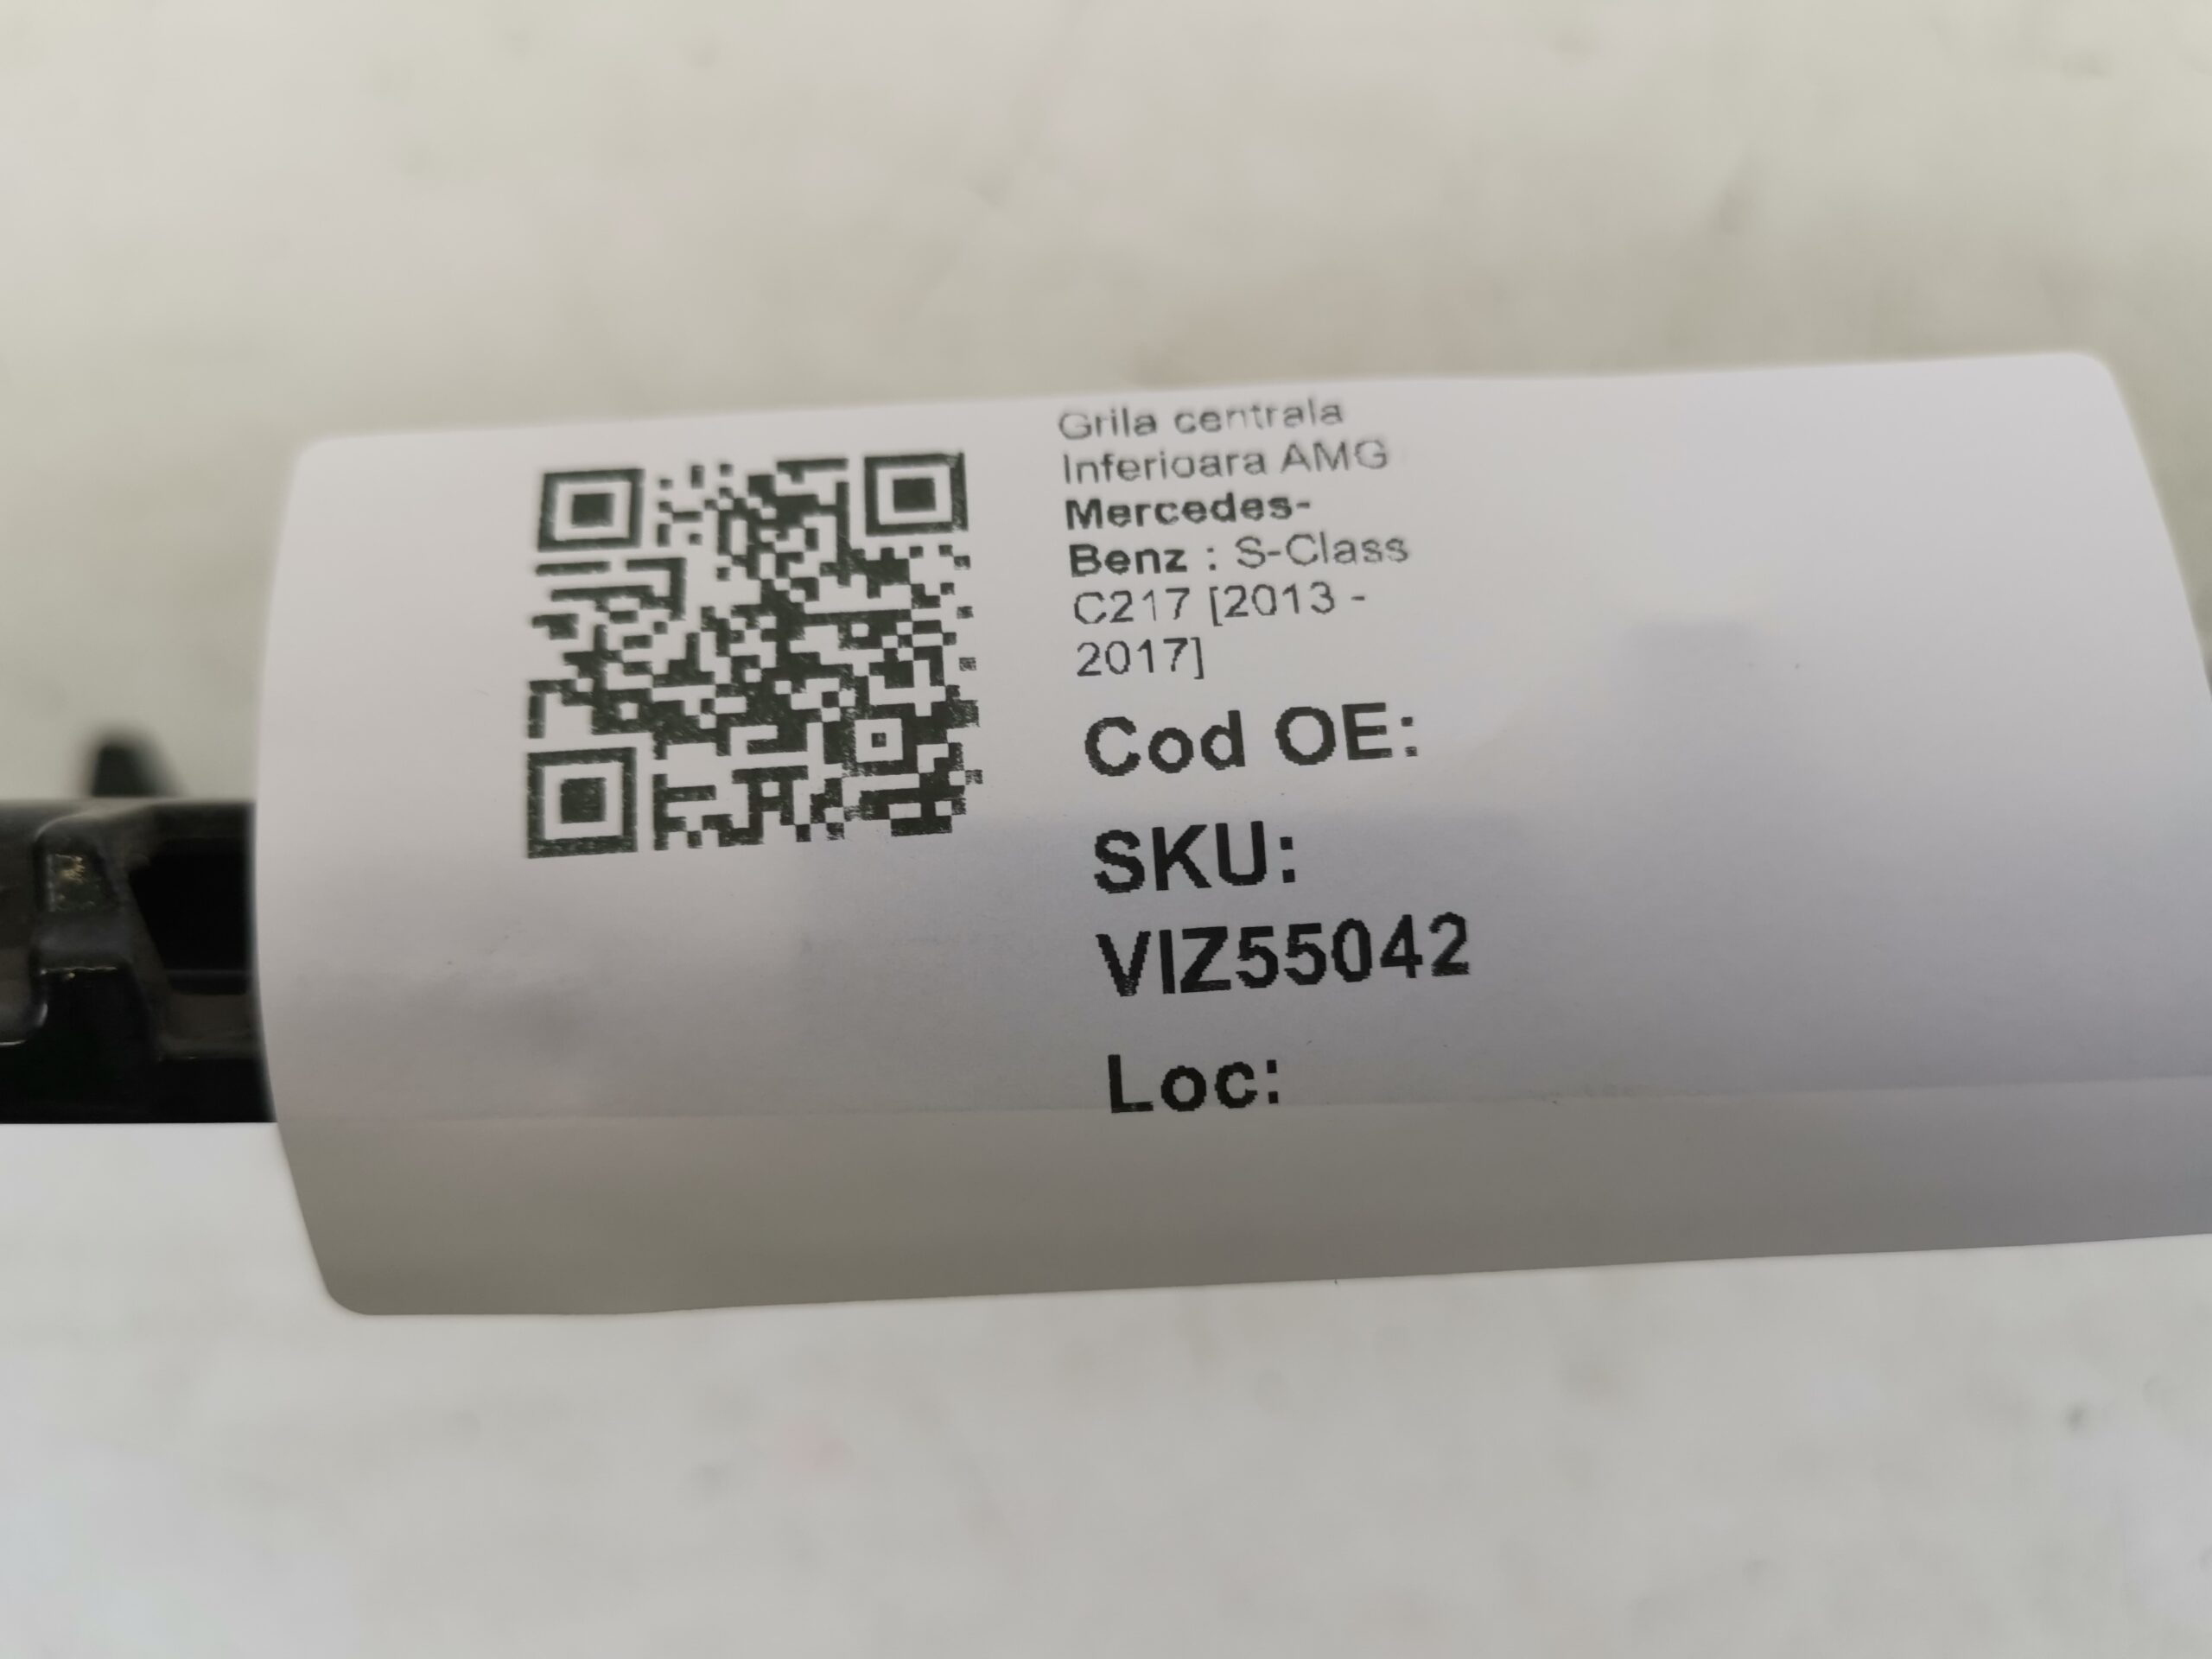 Grila centrala
Inferioara AMG
Mercedes-
Benz : S-Class
C217 [2013 -
2017]
Cod OE:
SKU:
VIZ55042
Loc: